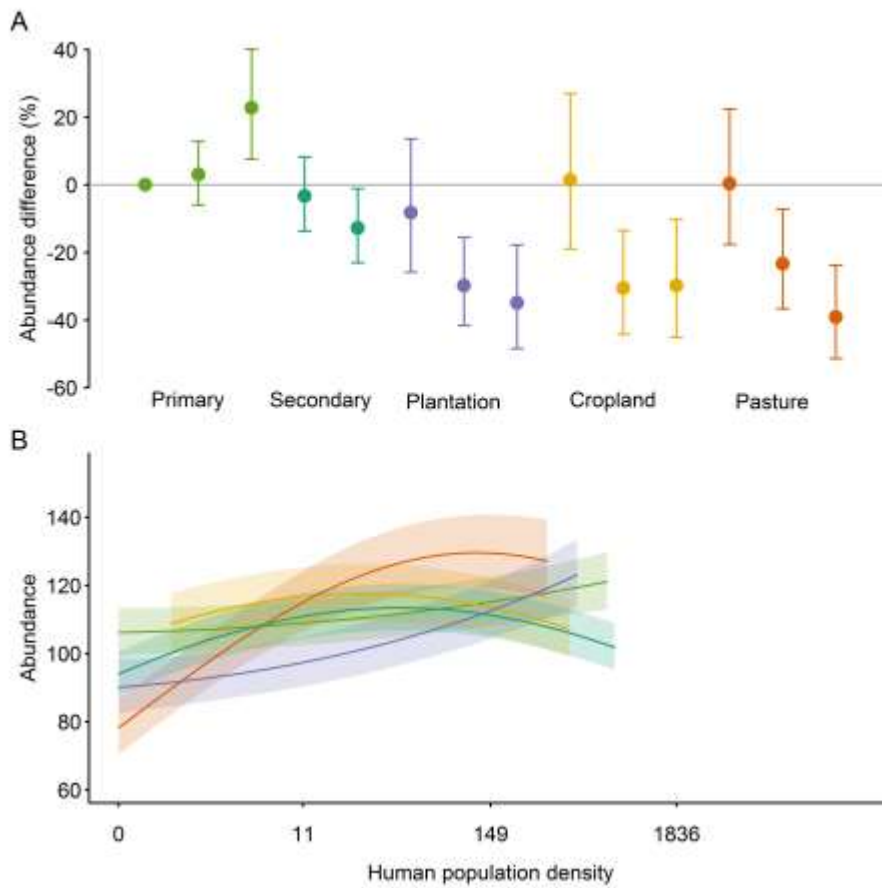 A
Abundance difference (%)
40
20
0
-20
-40
-60
Primary Secondary Plantation Cropland Pasture
B
Abundance
140
120
100
80
60
0 11 149 1836
Human population density